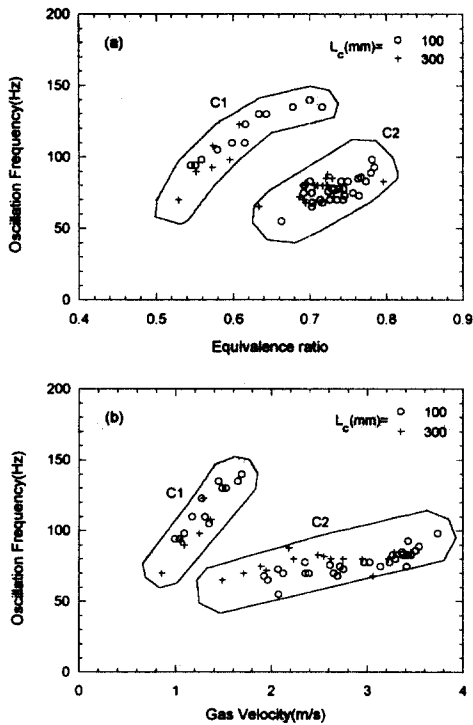 200
(a)
L_c(mm)= o 100
+ 300
150
C1
C2
100
50
0
Oscillation Frequency(Hz)
0.4 0.5 0.6 0.7 0.8 0.9
Equivalence ratio
200
(b)
L_c(mm)= o 100
+ 300
150
C1
C2
100
50
0
Oscillation Frequency(Hz)
0 1 2 3 4
Gas Velocity(m/s)